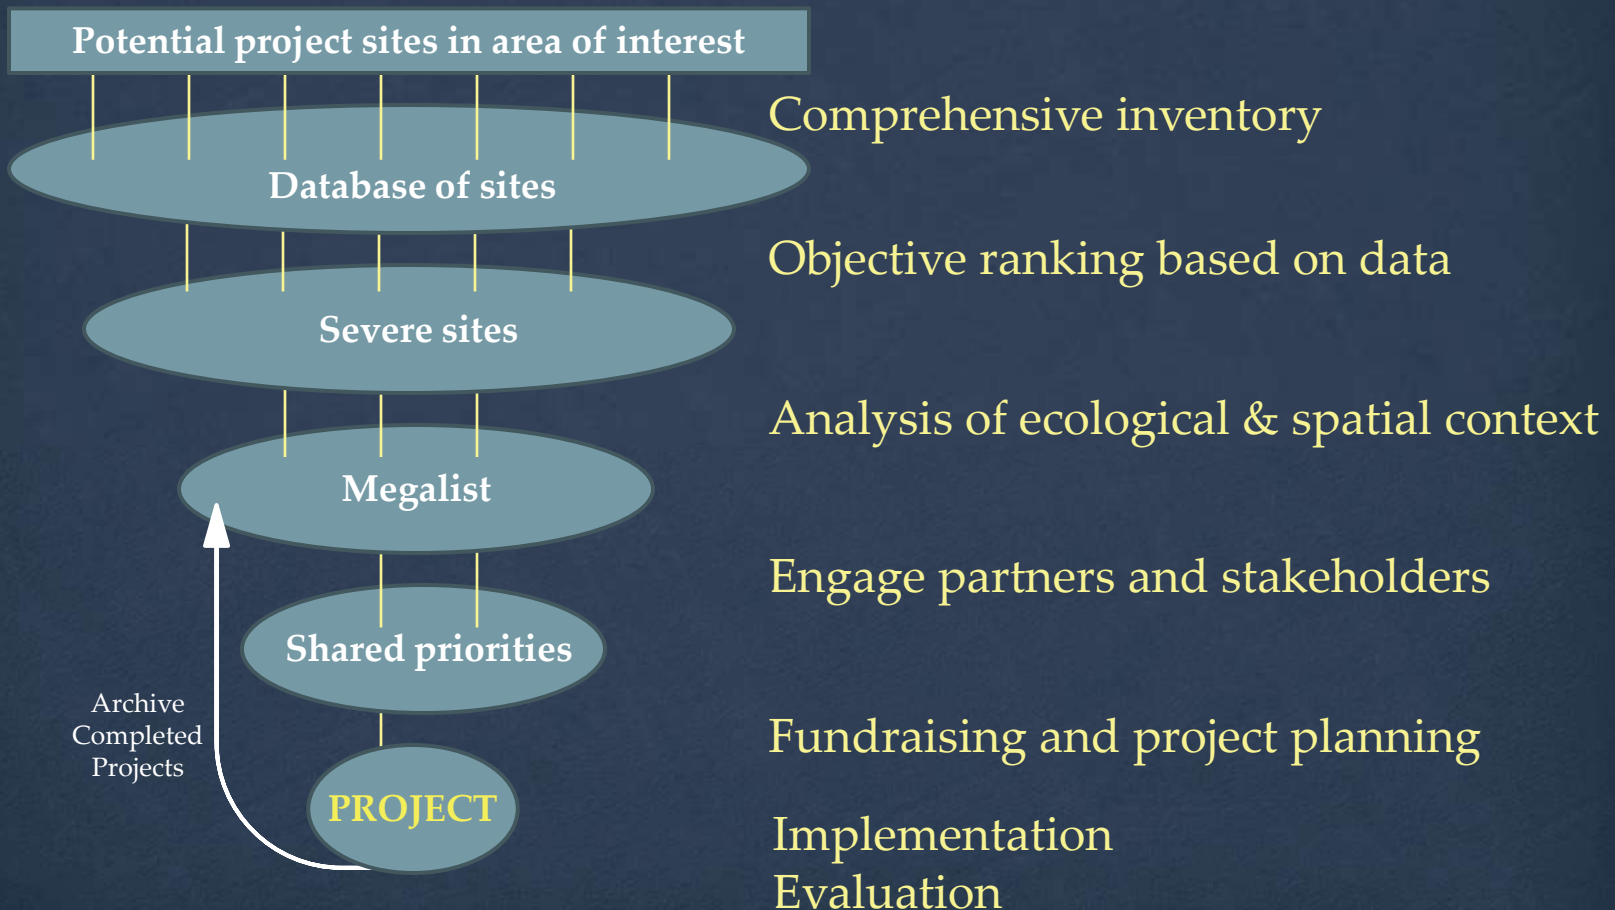 Potential project sites in area of interest
Comprehensive inventory
Database of sites
Objective ranking based on data
Severe sites
Analysis of ecological & spatial context
Megalist
Engage partners and stakeholders
Shared priorities
Archive
Completed
Projects
Fundraising and project planning
PROJECT
Implementation
Evaluation